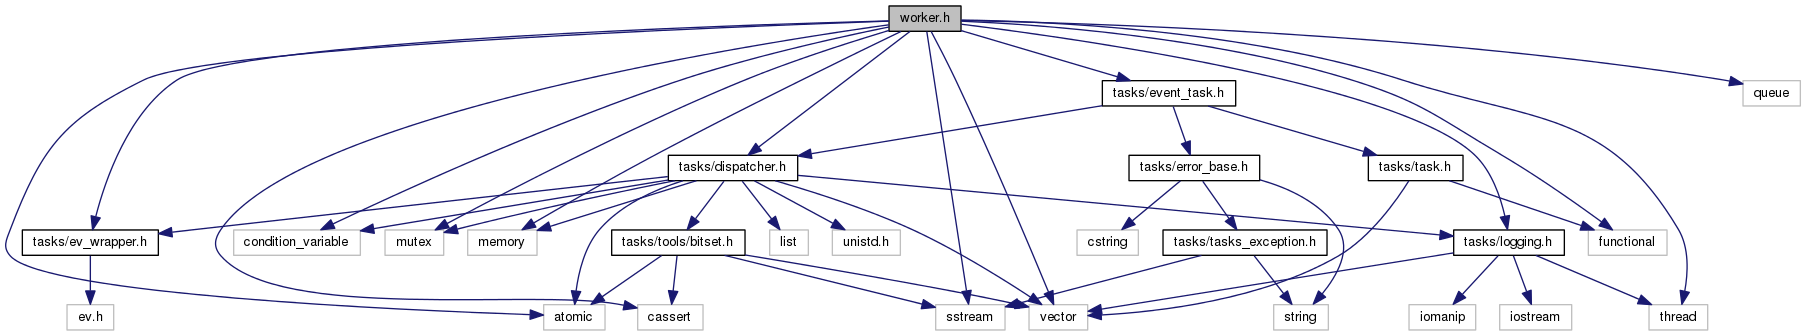 worker.h
tasks/event_task.h
queue
tasks/dispatcher.h
tasks/error_base.h
tasks/task.h
tasks/ev_wrapper.h
condition_variable
mutex
memory
tasks/tools/bitset.h
list
unistd.h
cstring
tasks/tasks_exception.h
tasks/logging.h
functional
ev.h
atomic
cassert
sstream
vector
string
iomanip
iostream
thread